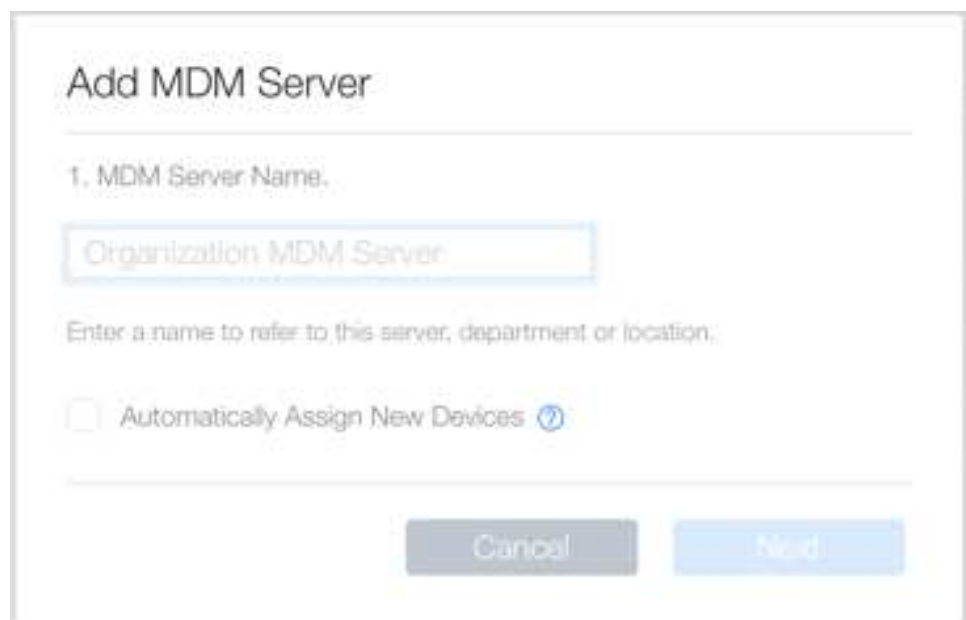 Add MDM Server
1. MDM Server Name.
Organization MDM Server
Enter a name to refer to this server, department or location.
Automatically Assign New Devices ?
Cancel
Next